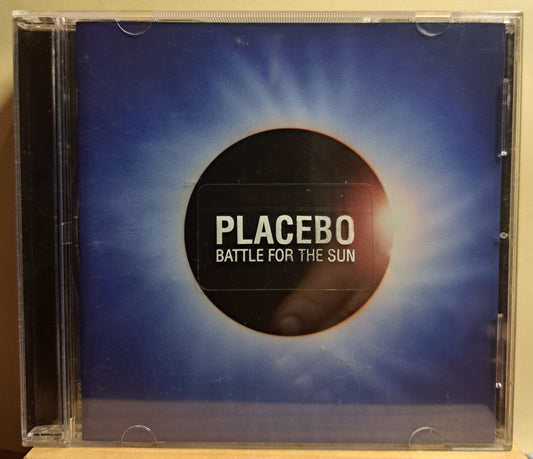 PLACEBO
BATTLE FOR THE SUN